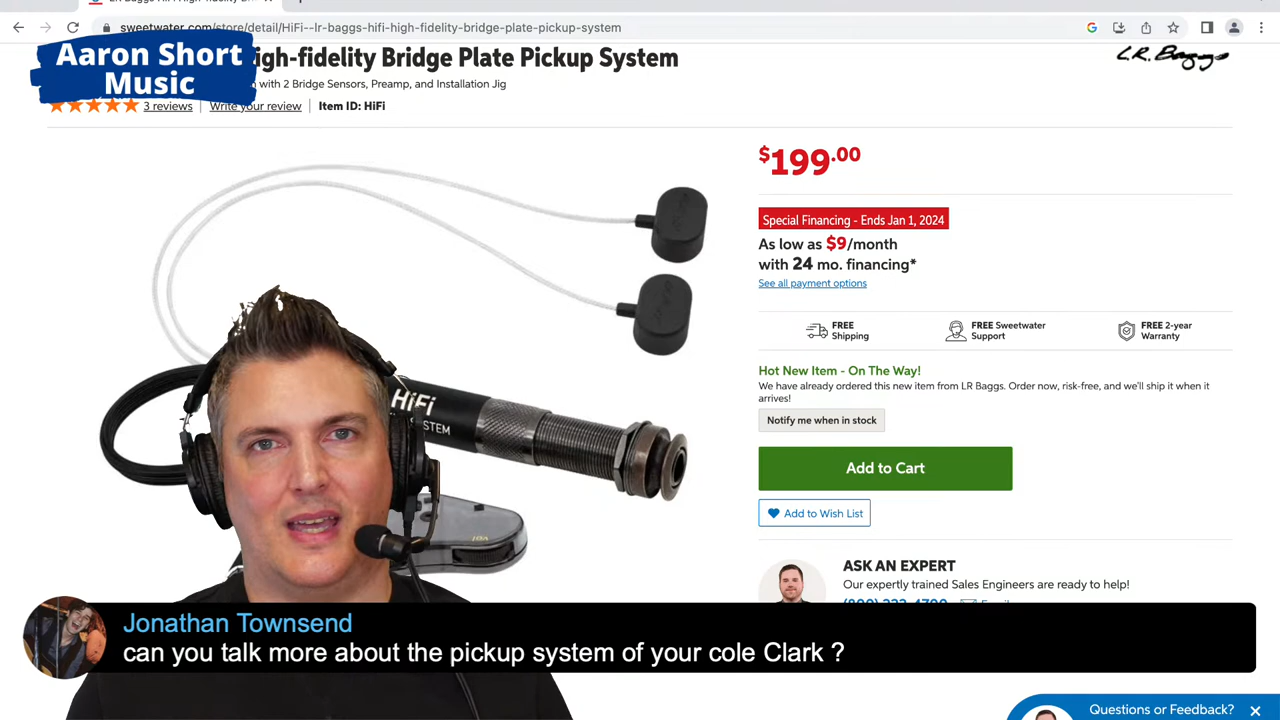 sweetwater.com/store/detail/HiFi--lr-baggs-hifi-high-fidelity-bridge-plate-pickup-system
Aaron Short
Music
igh-fidelity Bridge Plate Pickup System
L.R. Baggs
with 2 Bridge Sensors, Preamp, and Installation Jig
3 reviews
Write your review
Item ID: HiFi
$199.00
Special Financing - Ends Jan 1, 2024
As low as $9/month
with 24 mo. financing*
See all payment options
FREE
Shipping
FREE Sweetwater
Support
FREE 2-year
Warranty
Hot New Item - On The Way!
We have already ordered this new item from LR Baggs. Order now, risk-free, and we'll ship it when it
arrives!
Notify me when in stock
HiFi
SYSTEM
Add to Cart
Add to Wish List
VOL
ASK AN EXPERT
Our expertly trained Sales Engineers are ready to help!
Jonathan Townsend
can you talk more about the pickup system of your cole Clark ?
Questions or Feedback?